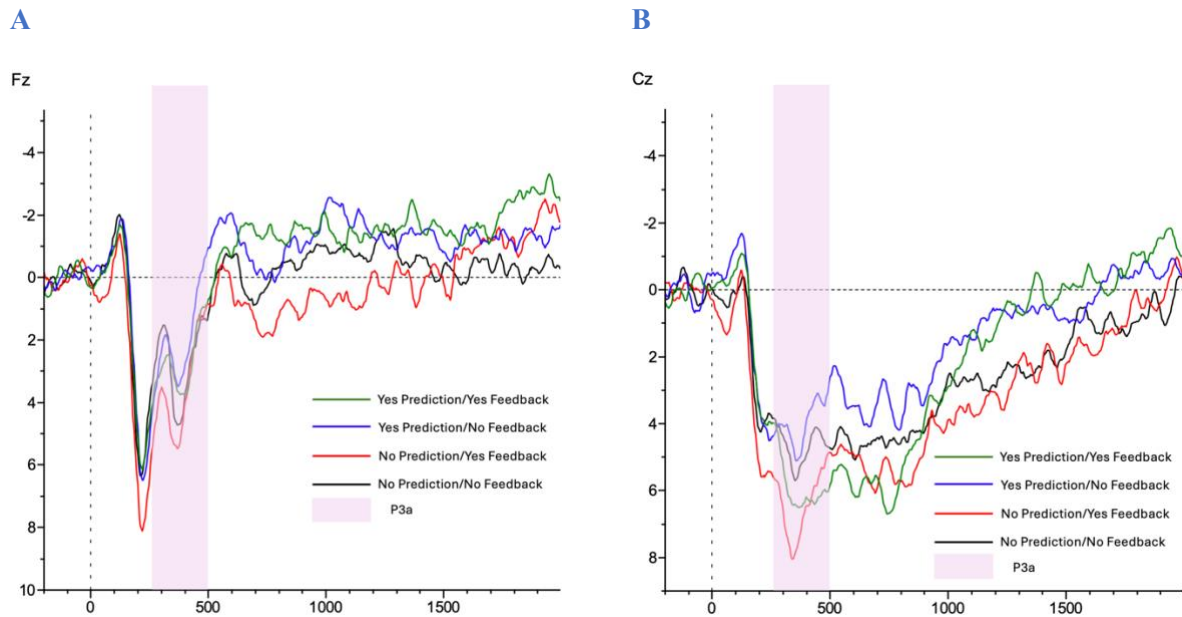 A
Fz
-4
-2
0
2
4
6
8
10
0
500
1000
1500
Yes Prediction/Yes Feedback
Yes Prediction/No Feedback
No Prediction/Yes Feedback
No Prediction/No Feedback
P3a
B
Cz
-4
-2
0
2
4
6
8
0
500
1000
1500
Yes Prediction/Yes Feedback
Yes Prediction/No Feedback
No Prediction/Yes Feedback
No Prediction/No Feedback
P3a